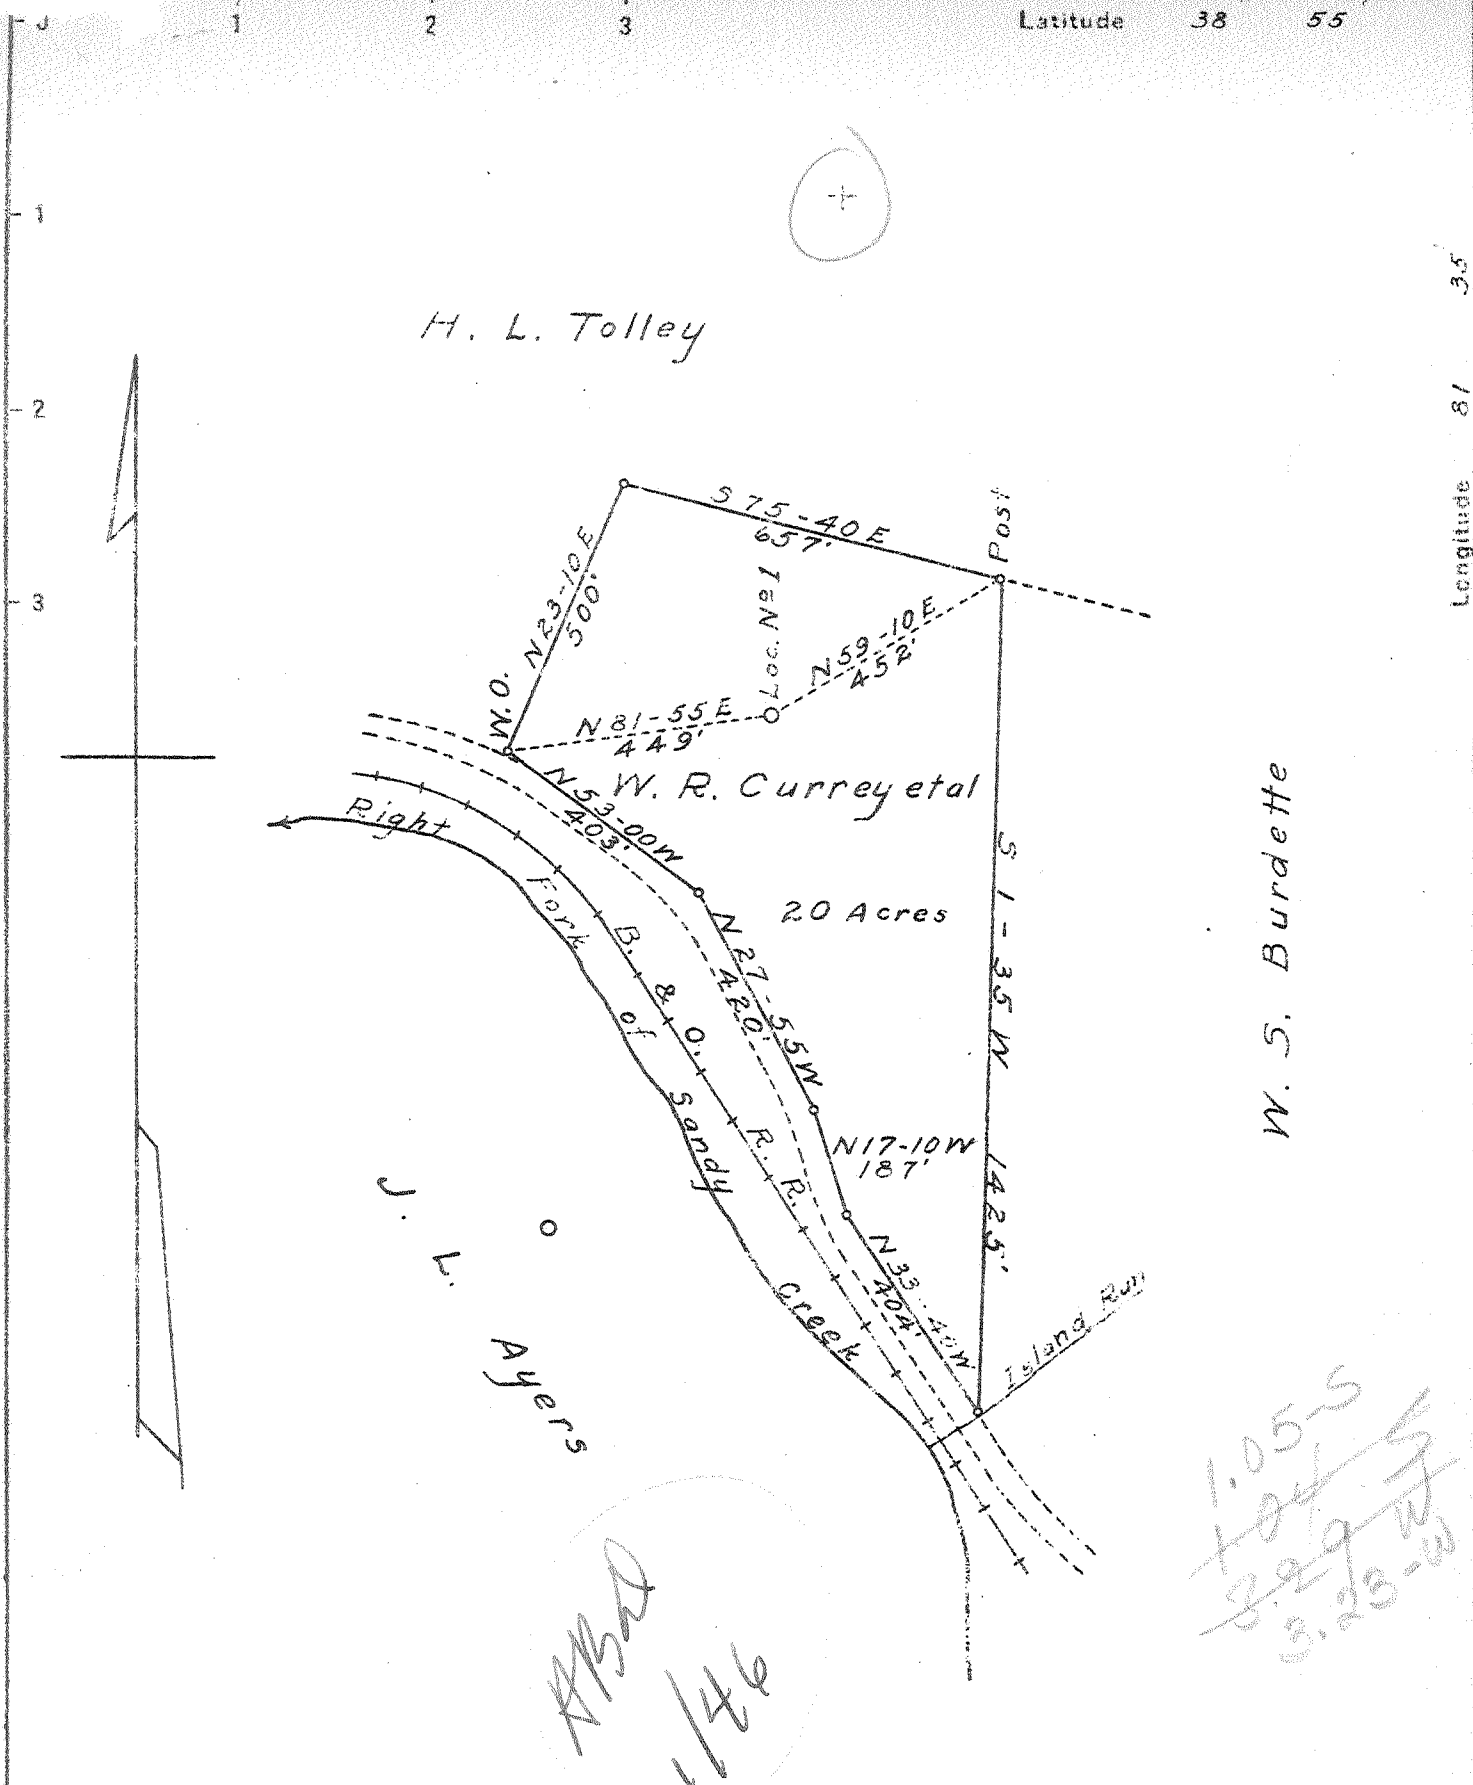 1 2 3 Latitude 38 55
1
2
3
Longitude 81 35
H. L. Tolley
S 75-40 E
657'
Post
N 23-10 E
500'
Loc. Nº 1
N 59-10 E
452'
W.O.
N 81-55 E
449'
W. R. Currey etal
N 53-00 W
403'
20 Acres
Right Fork of Sandy Creek
B. & O. R. R.
N 27-55 W
420'
S 1-35 W 1425'
W. S. Burdette
N 17-10 W
187'
N 33-40 W
404'
Island Run
J. L. Ayers
1.05-S
3.23-W